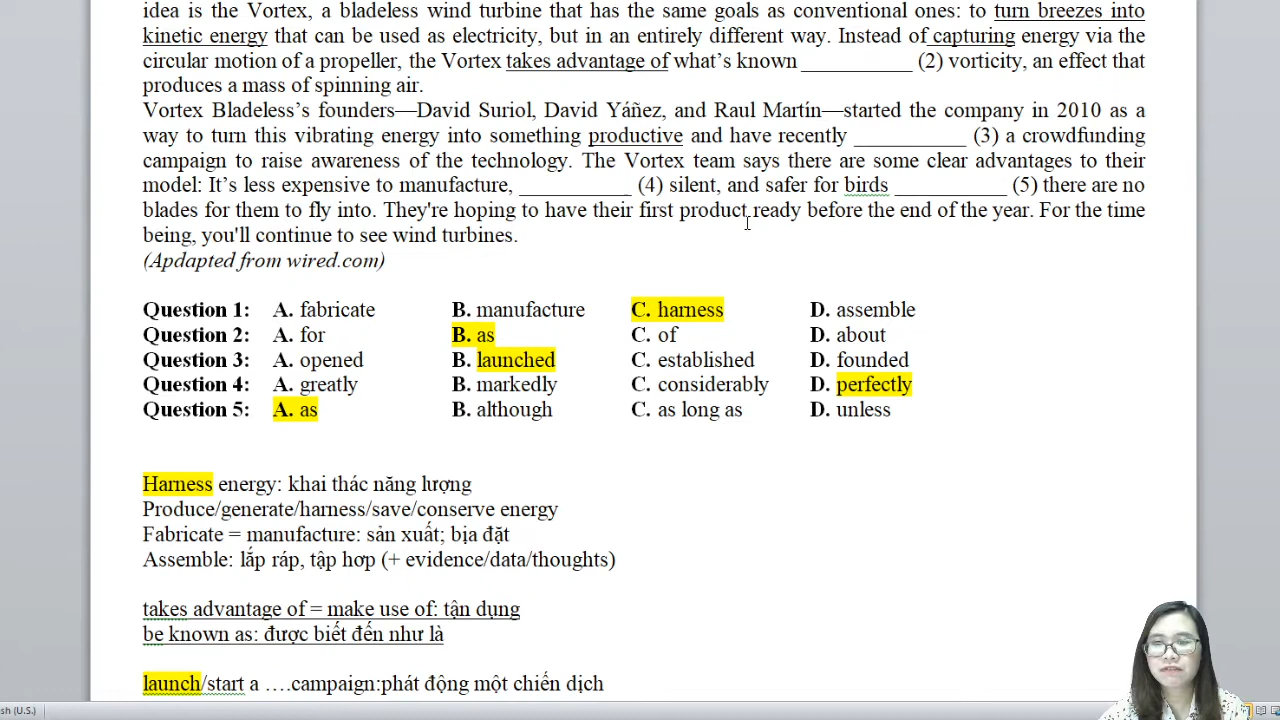 idea is the Vortex, a bladeless wind turbine that has the same goals as conventional ones: to turn breezes into
kinetic energy that can be used as electricity, but in an entirely different way. Instead of capturing energy via the
circular motion of a propeller, the Vortex takes advantage of what's known ___________ (2) vorticity, an effect that
produces a mass of spinning air.
Vortex Bladeless's founders—David Suriol, David Yáñez, and Raul Martín—started the company in 2010 as a
way to turn this vibrating energy into something productive and have recently ___________ (3) a crowdfunding
campaign to raise awareness of the technology. The Vortex team says there are some clear advantages to their
model: It's less expensive to manufacture, ___________ (4) silent, and safer for birds ___________ (5) there are no
blades for them to fly into. They're hoping to have their first product ready before the end of the year. For the time
being, you'll continue to see wind turbines.
(Apdapted from wired.com)
Question 1: A. fabricate B. manufacture C. harness D. assemble
Question 2: A. for B. as C. of D. about
Question 3: A. opened B. launched C. established D. founded
Question 4: A. greatly B. markedly C. considerably D. perfectly
Question 5: A. as B. although C. as long as D. unless
Harness energy: khai thác năng lượng
Produce/generate/harness/save/conserve energy
Fabricate = manufacture: sản xuất; bịa đặt
Assemble: lắp ráp, tập hơp (+ evidence/data/thoughts)
takes advantage of = make use of: tận dụng
be known as: được biết đến như là
launch/start a ….campaign:phát động một chiến dịch
sh (U.S.)